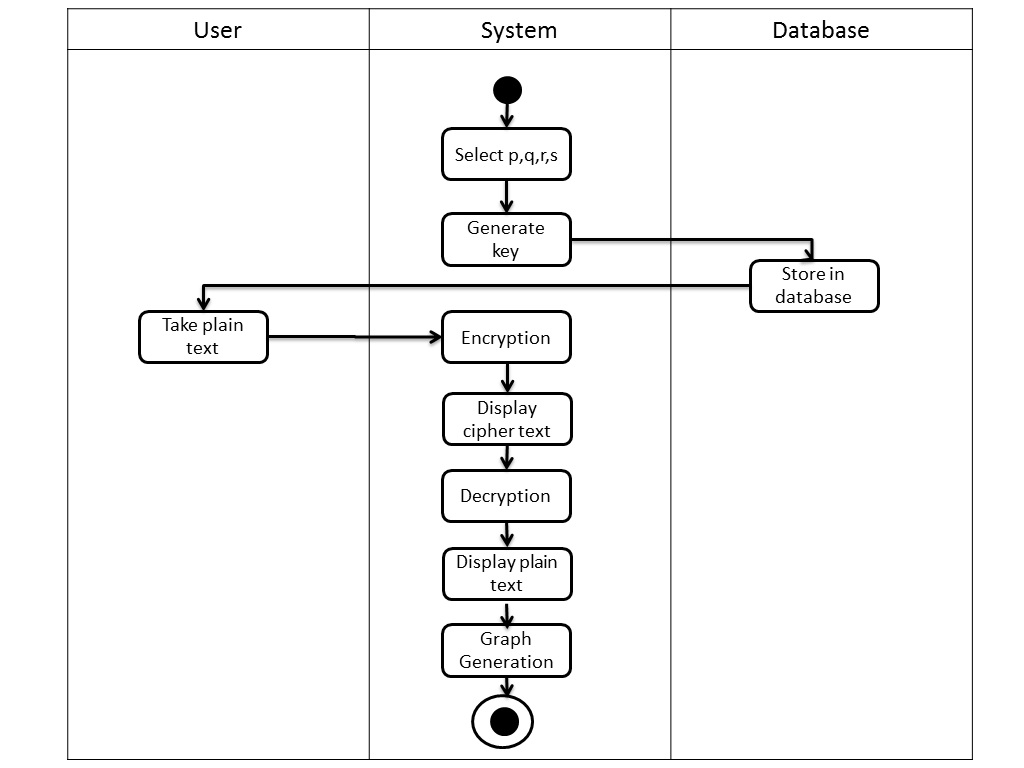 User
System
Database
Select p,q,r,s
Generate
key
Store in
database
Take plain
text
Encryption
Display
cipher text
Decryption
Display plain
text
Graph
Generation